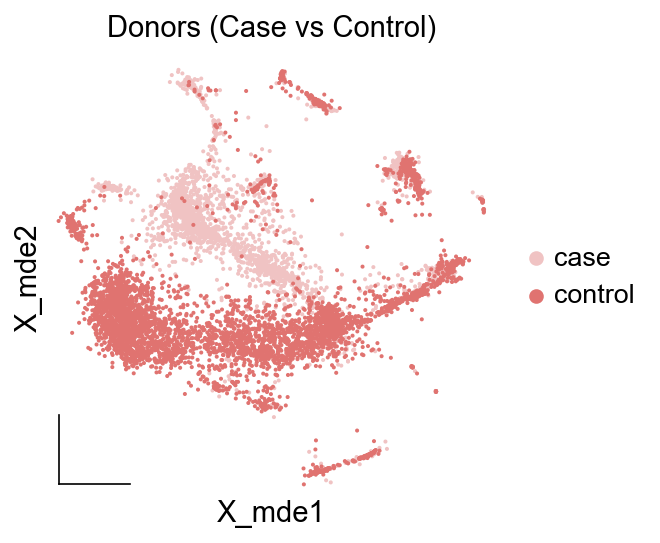 Donors (Case vs Control)
X_mde2
case
control
X_mde1